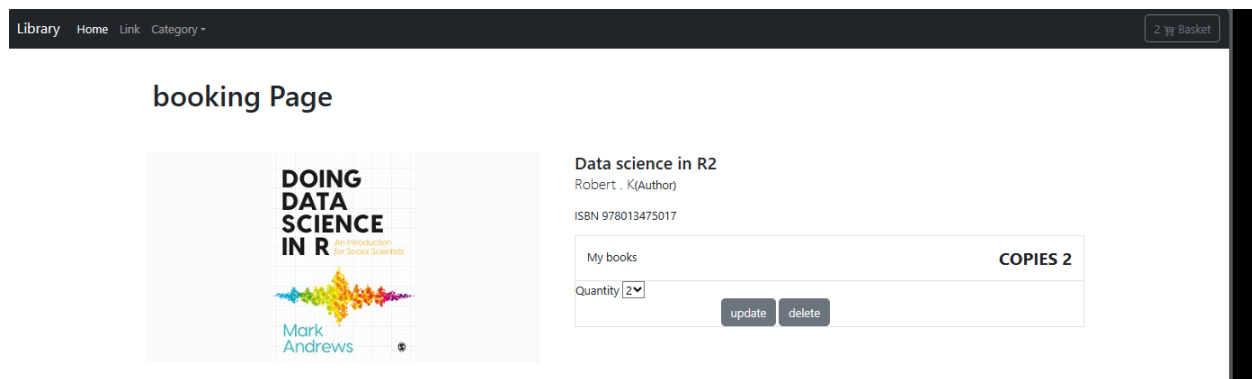 Library Home Link Category
2 Basket
booking Page
DOING
DATA
SCIENCE
IN R An Introduction
for Social Scientists
Mark
Andrews
Data science in R2
Robert . K(Author)
ISBN 978013475017
My books COPIES 2
Quantity 2
update delete